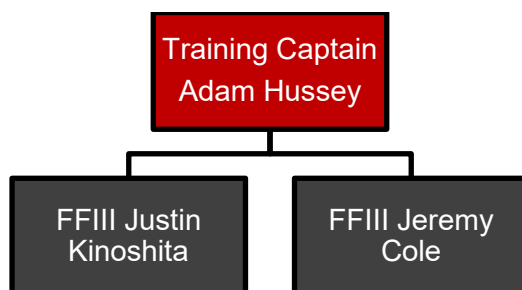 Training Captain
Adam Hussey
FFIII Justin
Kinoshita
FFIII Jeremy
Cole